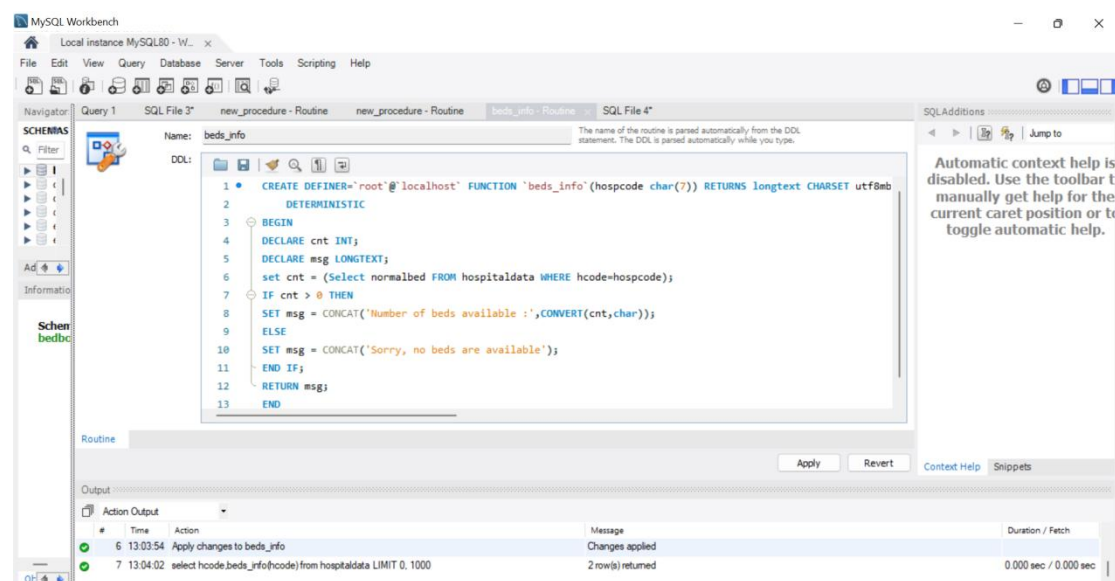 MySQL Workbench
Local instance MySQL80 - W...
File Edit View Query Database Server Tools Scripting Help
Navigator
Query 1 SQL File 3* new_procedure - Routine new_procedure - Routine beds_info - Routine SQL File 4*
SQLAdditions
SCHEMAS
Filter
Name: beds_info
The name of the routine is parsed automatically from the DDL
statement. The DDL is parsed automatically while you type.
Jump to
DDL:
Automatic context help is
disabled. Use the toolbar t
manually get help for the
current caret position or to
toggle automatic help.
1 CREATE DEFINER=`root`@`localhost` FUNCTION `beds_info`(hospcode char(7)) RETURNS longtext CHARSET utf8mb
2 DETERMINISTIC
3 BEGIN
4 DECLARE cnt INT;
5 DECLARE msg LONGTEXT;
6 set cnt = (Select normalbed FROM hospitaldata WHERE hcode=hospcode);
7 IF cnt > 0 THEN
8 SET msg = CONCAT('Number of beds available :',CONVERT(cnt,char));
9 ELSE
10 SET msg = CONCAT('Sorry, no beds are available');
11 END IF;
12 RETURN msg;
13 END
Ad
Informatio
Schem
bedbo
Routine
Apply Revert
Context Help Snippets
Output
Action Output
# Time Action Message Duration / Fetch
6 13:03:54 Apply changes to beds_info Changes applied
7 13:04:02 select hcode,beds_info(hcode) from hospitaldata LIMIT 0, 1000 2 row(s) returned 0.000 sec / 0.000 sec